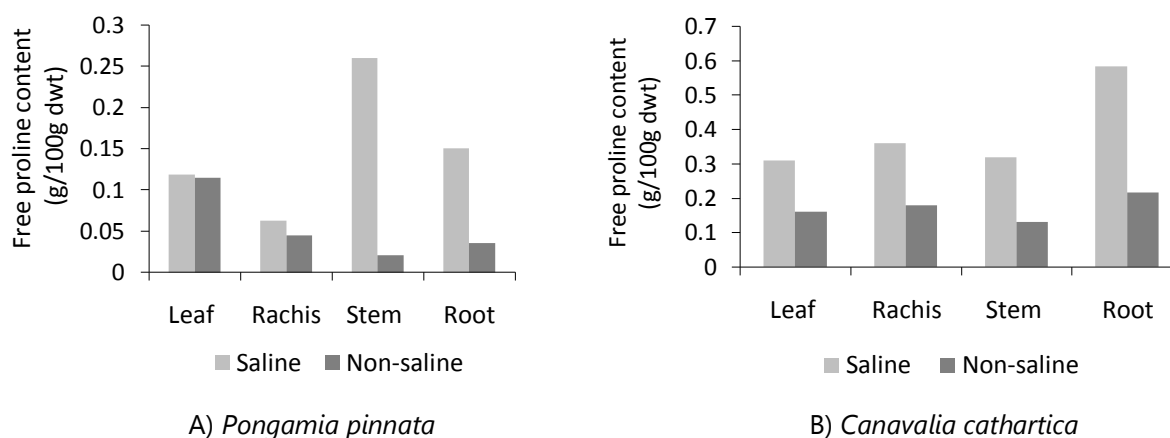 Free proline content
(g/100g dwt)
0.3
0.25
0.2
0.15
0.1
0.05
0
Leaf Rachis Stem Root
Saline Non-saline
A) Pongamia pinnata
Free proline content
(g/100g dwt)
0.7
0.6
0.5
0.4
0.3
0.2
0.1
0
Leaf Rachis Stem Root
Saline Non-saline
B) Canavalia cathartica